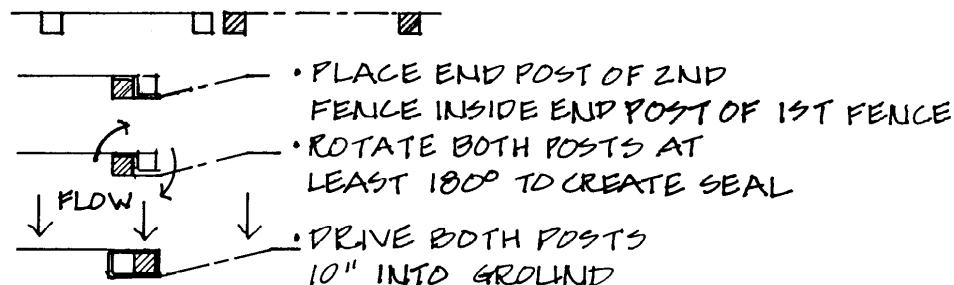 • PLACE END POST OF 2ND
FENCE INSIDE END POST OF 1ST FENCE
• ROTATE BOTH POSTS AT
LEAST 180° TO CREATE SEAL
FLOW
• DRIVE BOTH POSTS
10" INTO GROUND